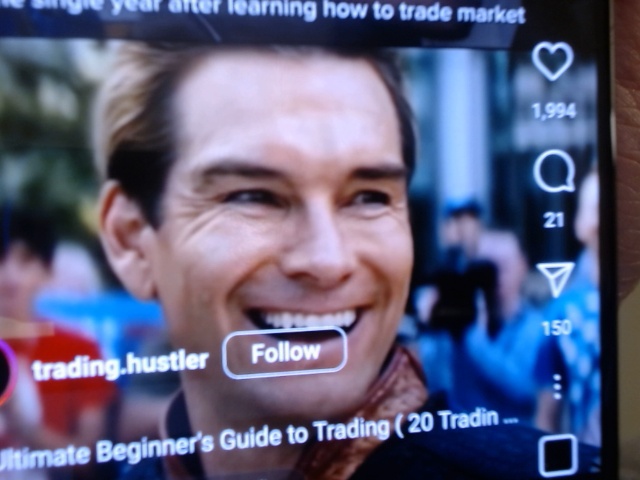 single year after learning how to trade market
1,994
21
150
trading.hustler Follow
Ultimate Beginner's Guide to Trading ( 20 Tradin ...